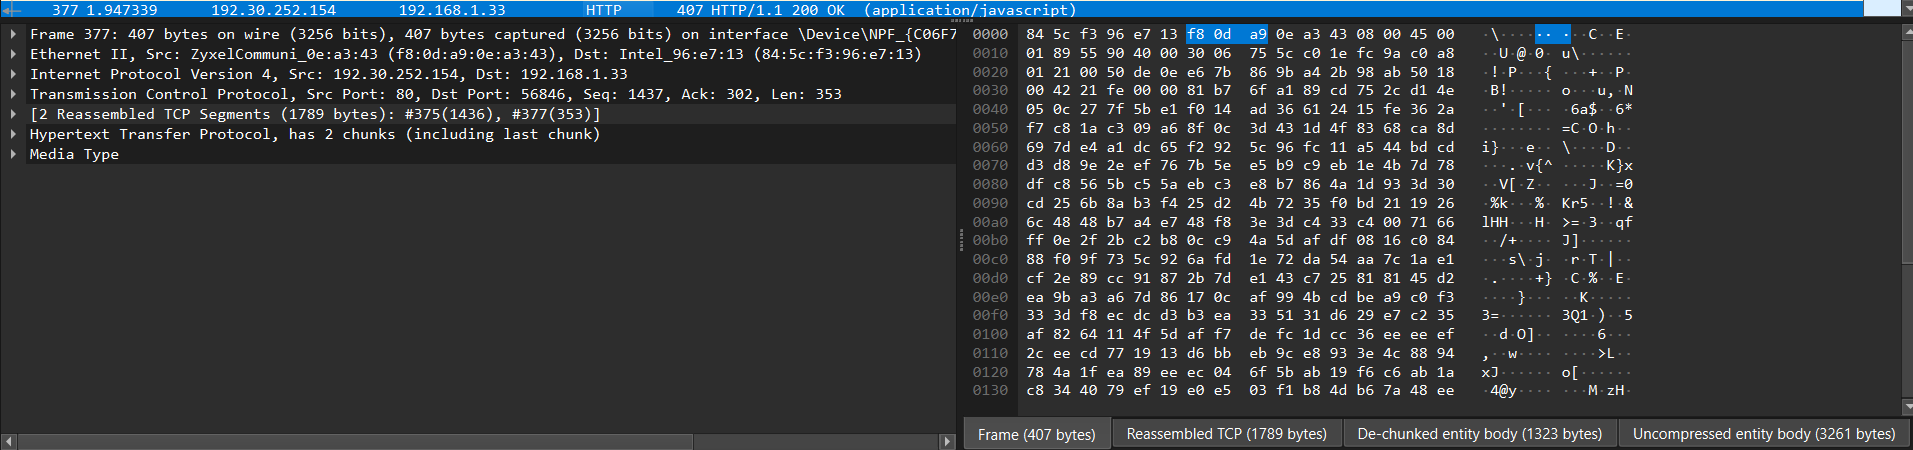 377 1.947339 192.30.252.154 192.168.1.33 HTTP 407 HTTP/1.1 200 OK (application/javascript)
Frame 377: 407 bytes on wire (3256 bits), 407 bytes captured (3256 bits) on interface \Device\NPF_{C06F7
Ethernet II, Src: ZyxelCommuni_0e:a3:43 (f8:0d:a9:0e:a3:43), Dst: Intel_96:e7:13 (84:5c:f3:96:e7:13)
Internet Protocol Version 4, Src: 192.30.252.154, Dst: 192.168.1.33
Transmission Control Protocol, Src Port: 80, Dst Port: 56846, Seq: 1437, Ack: 302, Len: 353
[2 Reassembled TCP Segments (1789 bytes): #375(1436), #377(353)]
Hypertext Transfer Protocol, has 2 chunks (including last chunk)
Media Type
0000 84 5c f3 96 e7 13 f8 0d a9 0e a3 43 08 00 45 00 ·\···· ·· ···C··E·
0010 01 89 55 90 40 00 30 06 75 5c c0 1e fc 9a c0 a8 ··U·@·0·u\······
0020 01 21 00 50 de 0e e6 7b 86 9b a4 2b 98 ab 50 18 ·!·P···{···+··P·
0030 00 42 21 fe 00 00 81 b7 6f a1 89 cd 75 2c d1 4e ·B!·····o···u,·N
0040 05 0c 27 7f 5b e1 f0 14 ad 36 61 24 15 fe 36 2a ··'·[····6a$··6*
0050 f7 c8 1a c3 09 a6 8f 0c 3d 43 1d 4f 83 68 ca 8d ········=C·O·h··
0060 69 7d e4 a1 dc 65 f2 92 5c 96 fc 11 a5 44 bd cd i}···e··\····D··
0070 d3 d8 9e 2e ef 76 7b 5e e5 b9 c9 eb 1e 4b 7d 78 ···.·v{^·····K}x
0080 df c8 56 5b c5 5a eb c3 e8 b7 86 4a 1d 93 3d 30 ··V[·Z·····J··=0
0090 cd 25 6b 8a b3 f4 25 d2 4b 72 35 f0 bd 21 19 26 ·%k···%·Kr5··!·&
00a0 6c 48 48 b7 a4 e7 48 f8 3e 3d c4 33 c4 00 71 66 lHH···H·>=·3··qf
00b0 ff 0e 2f 2b c2 b8 0c c9 4a 5d af df 08 16 c0 84 ··/+····J]······
00c0 88 f0 9f 73 5c 92 6a fd 1e 72 da 54 aa 7c 1a e1 ···s\·j··r·T·|··
00d0 cf 2e 89 cc 91 87 2b 7d e1 43 c7 25 81 81 45 d2 ·.····+}·C·%··E·
00e0 ea 9b a3 a6 7d 86 17 0c af 99 4b cd be a9 c0 f3 ····}·····K·····
00f0 33 3d f8 ec dc d3 b3 ea 33 51 31 d6 29 e7 c2 35 3=······3Q1·)··5
0100 af 82 64 11 4f 5d af f7 de fc 1d cc 36 ee ee ef ··d·O]······6···
0110 2c ee cd 77 19 13 d6 bb eb 9c e8 93 3e 4c 88 94 ,··w········>L··
0120 78 4a 1f ea 89 ee ec 04 6f 5b ab 19 f6 c6 ab 1a xJ······o[······
0130 c8 34 40 79 ef 19 e0 e5 03 f1 b8 4d b6 7a 48 ee ·4@y·······M·zH·
Frame (407 bytes) Reassembled TCP (1789 bytes) De-chunked entity body (1323 bytes) Uncompressed entity body (3261 bytes)